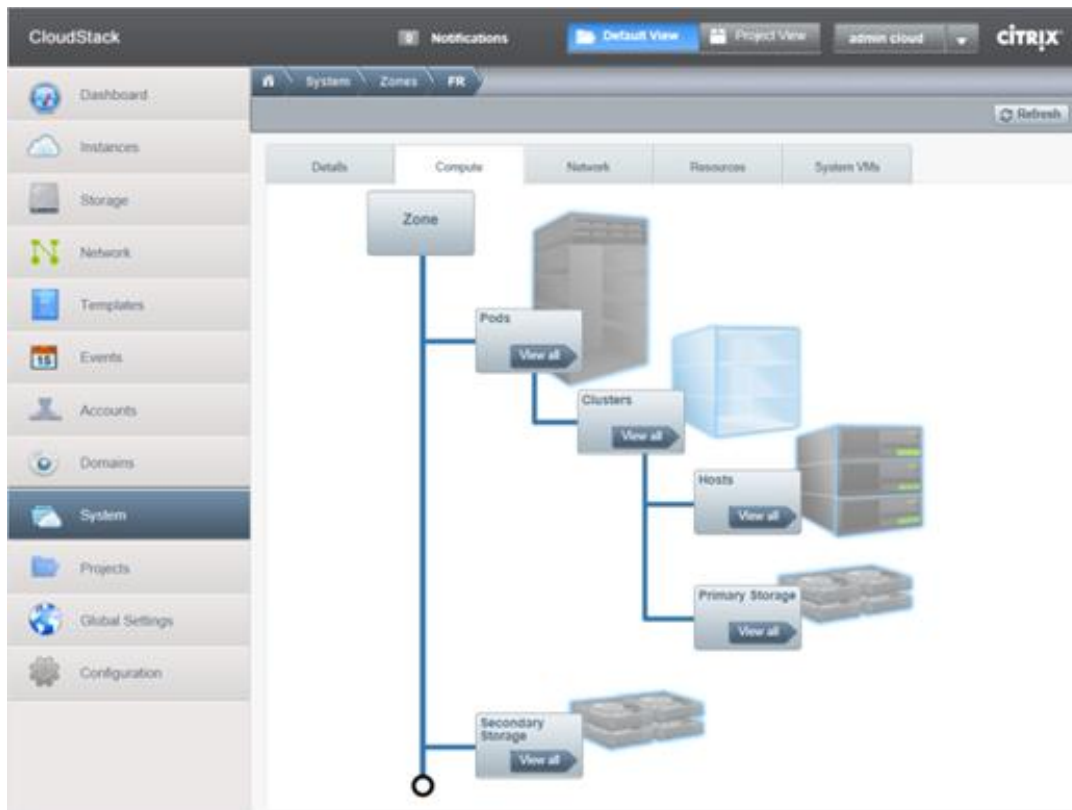 CloudStack
0 Notifications
Default View
Project View
admin cloud
CİTRIX
System
Zones
FR
Refresh
Dashboard
Instances
Storage
Network
Templates
15
Events
Accounts
Domains
System
Projects
Global Settings
Configuration
Details
Compute
Network
Resources
System VMs
Zone
Pods
View all
Clusters
View all
Hosts
View all
Primary Storage
View all
Secondary
Storage
View all